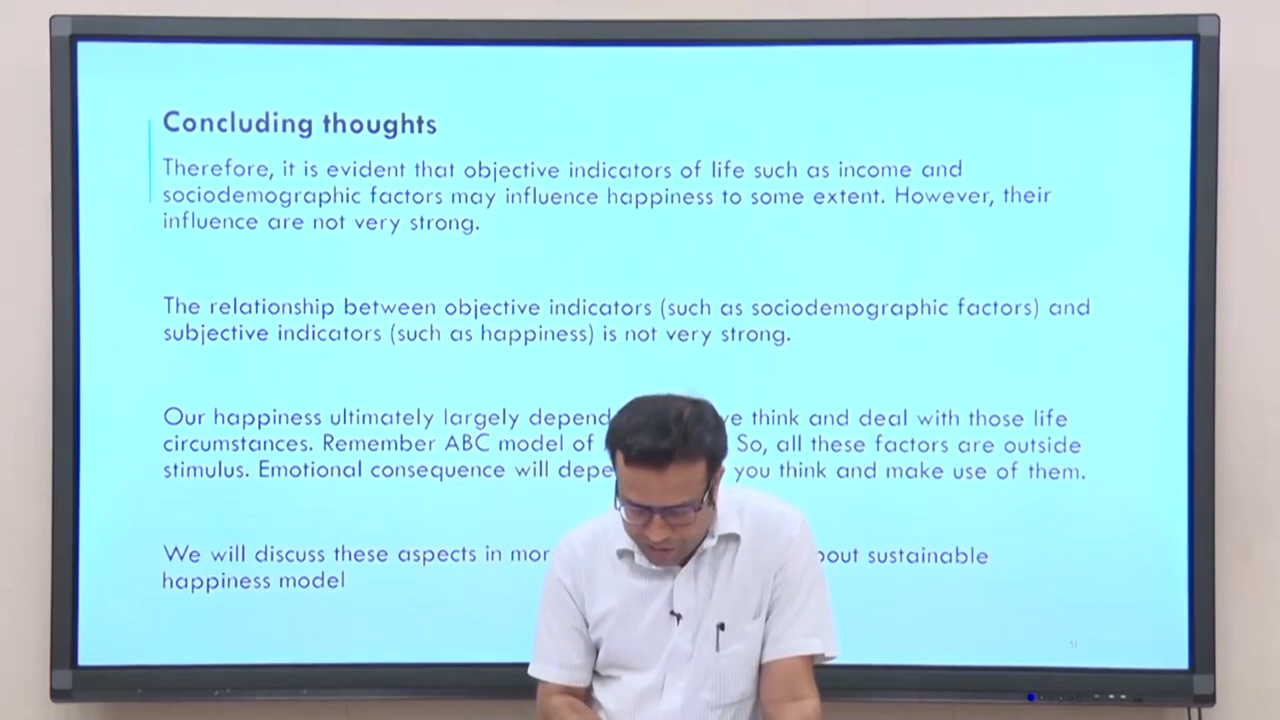 Concluding thoughts
Therefore, it is evident that objective indicators of life such as income and
sociodemographic factors may influence happiness to some extent. However, their
influence are not very strong.
The relationship between objective indicators (such as sociodemographic factors) and
subjective indicators (such as happiness) is not very strong.
Our happiness ultimately largely depend think and deal with those life
circumstances. Remember ABC model of So, all these factors are outside
stimulus. Emotional consequence will you think and make use of them.
We will discuss these aspects in sustainable
happiness model